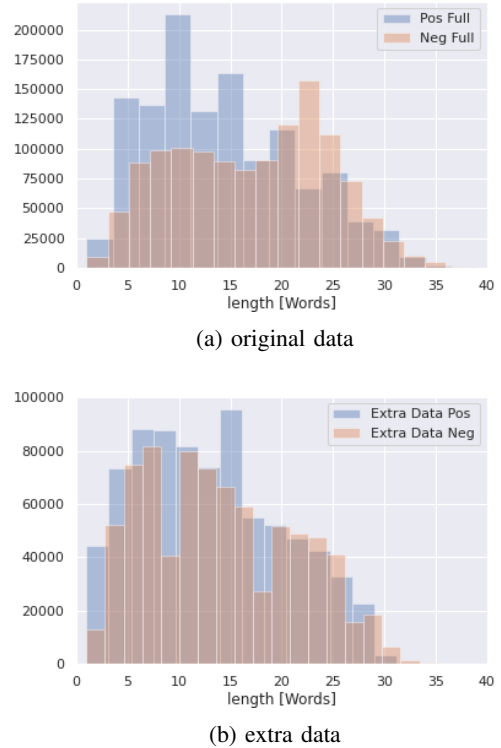 200000
175000
150000
125000
100000
75000
50000
25000
0
0 5 10 15 20 25 30 35 40
length [Words]
Pos Full
Neg Full
(a) original data
100000
80000
60000
40000
20000
0
0 5 10 15 20 25 30 35 40
length [Words]
Extra Data Pos
Extra Data Neg
(b) extra data